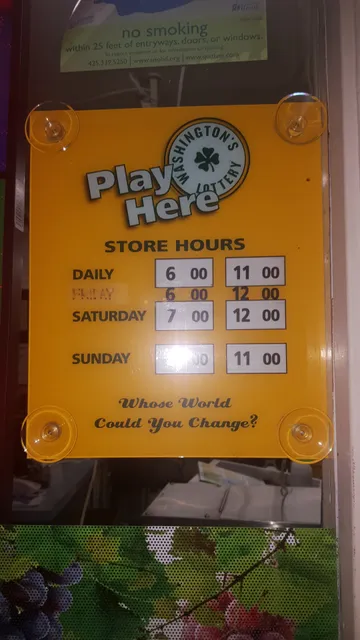 no smoking
within 25 feet of entryways, doors, or windows.
WASHINGTON'S LOTTERY
Play Here
STORE HOURS
DAILY 6 00 11 00
FRIDAY 6 00 12 00
SATURDAY 7 00 12 00
SUNDAY 00 11 00
Whose World
Could You Change?